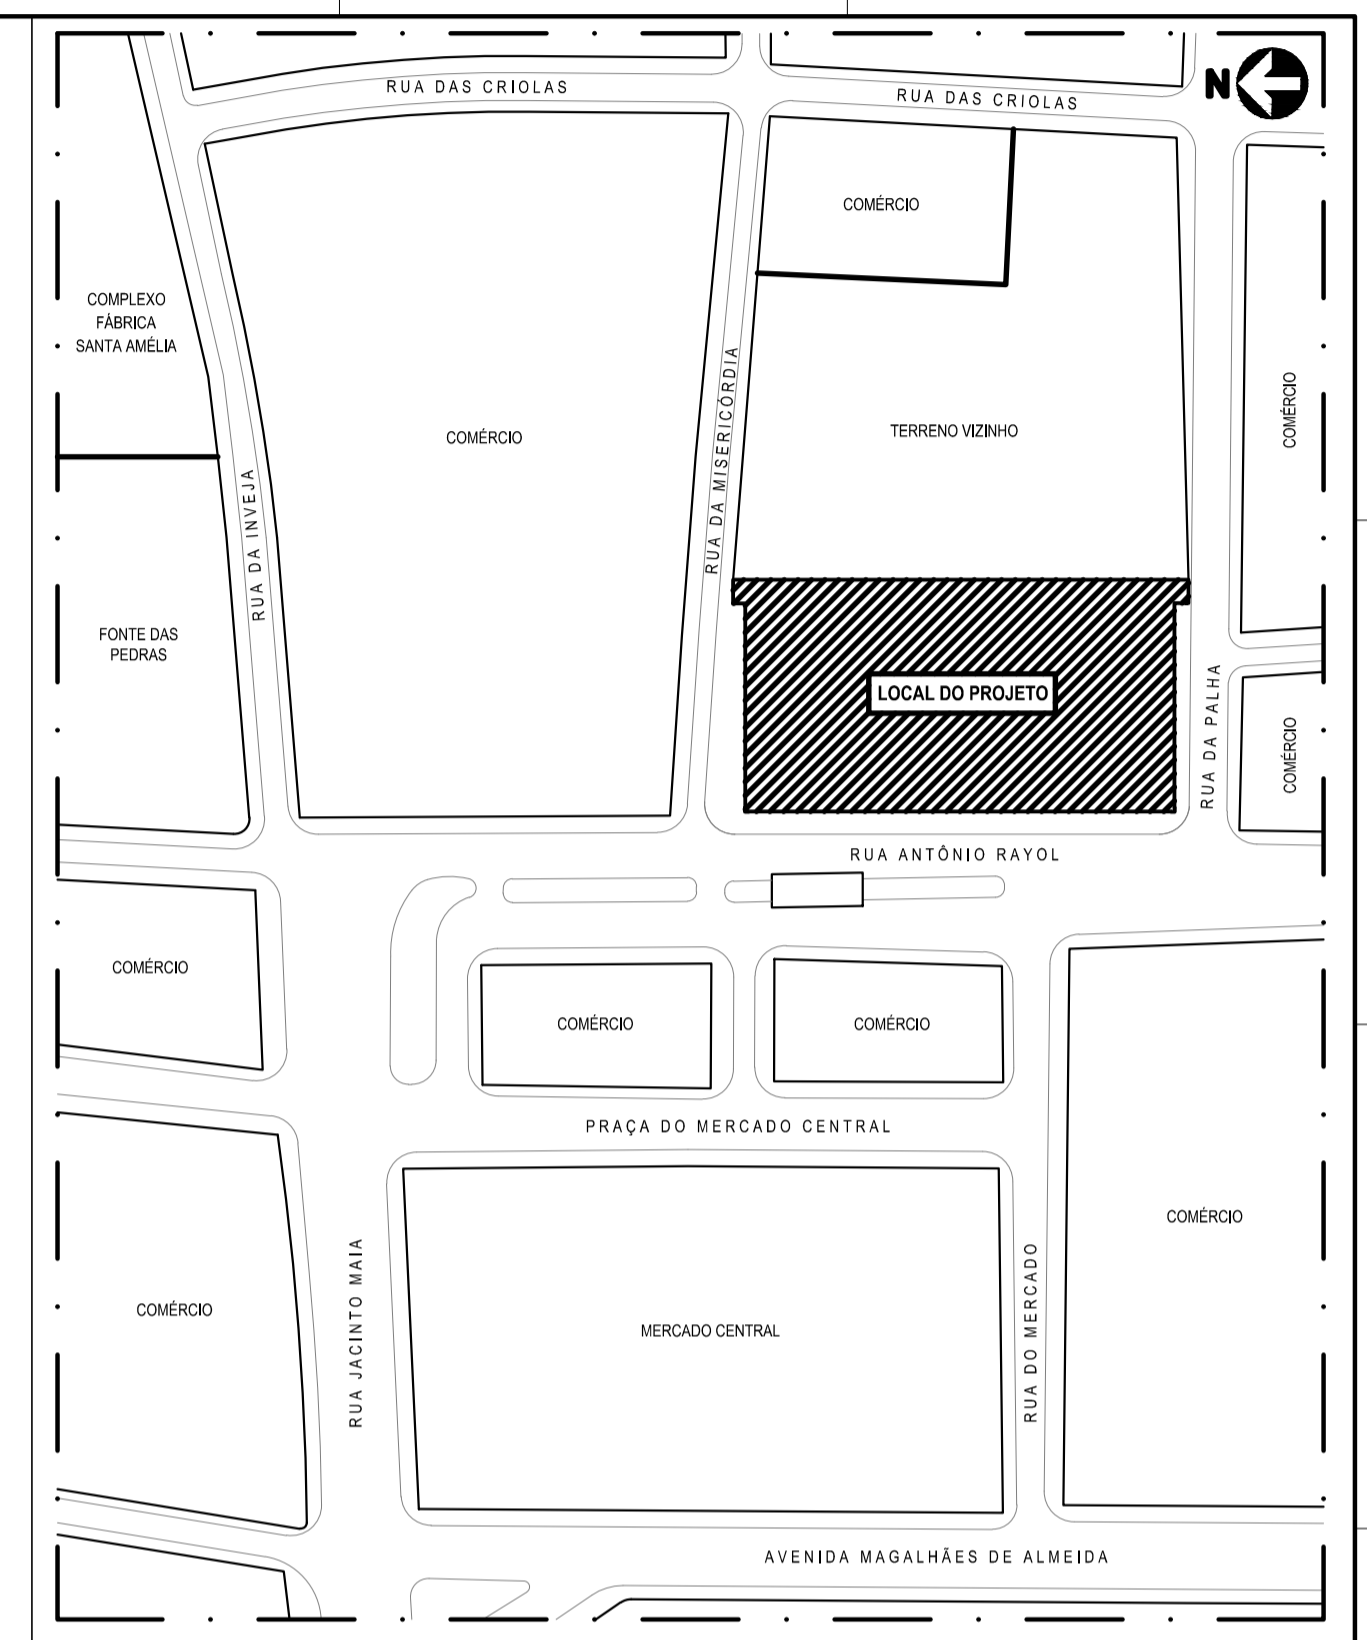 RUA DAS CRIOLAS
RUA DAS CRIOLAS
N
COMÉRCIO
COMPLEXO
FÁBRICA
SANTA AMÉLIA
COMÉRCIO
RUA DA MISERICÓRDIA
TERRENO VIZINHO
COMÉRCIO
RUA DA INVEJA
FONTE DAS
PEDRAS
LOCAL DO PROJETO
RUA DA PALHA
COMÉRCIO
RUA ANTÔNIO RAYOL
COMÉRCIO
COMÉRCIO
COMÉRCIO
PRAÇA DO MERCADO CENTRAL
COMÉRCIO
COMÉRCIO
RUA JACINTO MAIA
MERCADO CENTRAL
RUA DO MERCADO
AVENIDA MAGALHÃES DE ALMEIDA